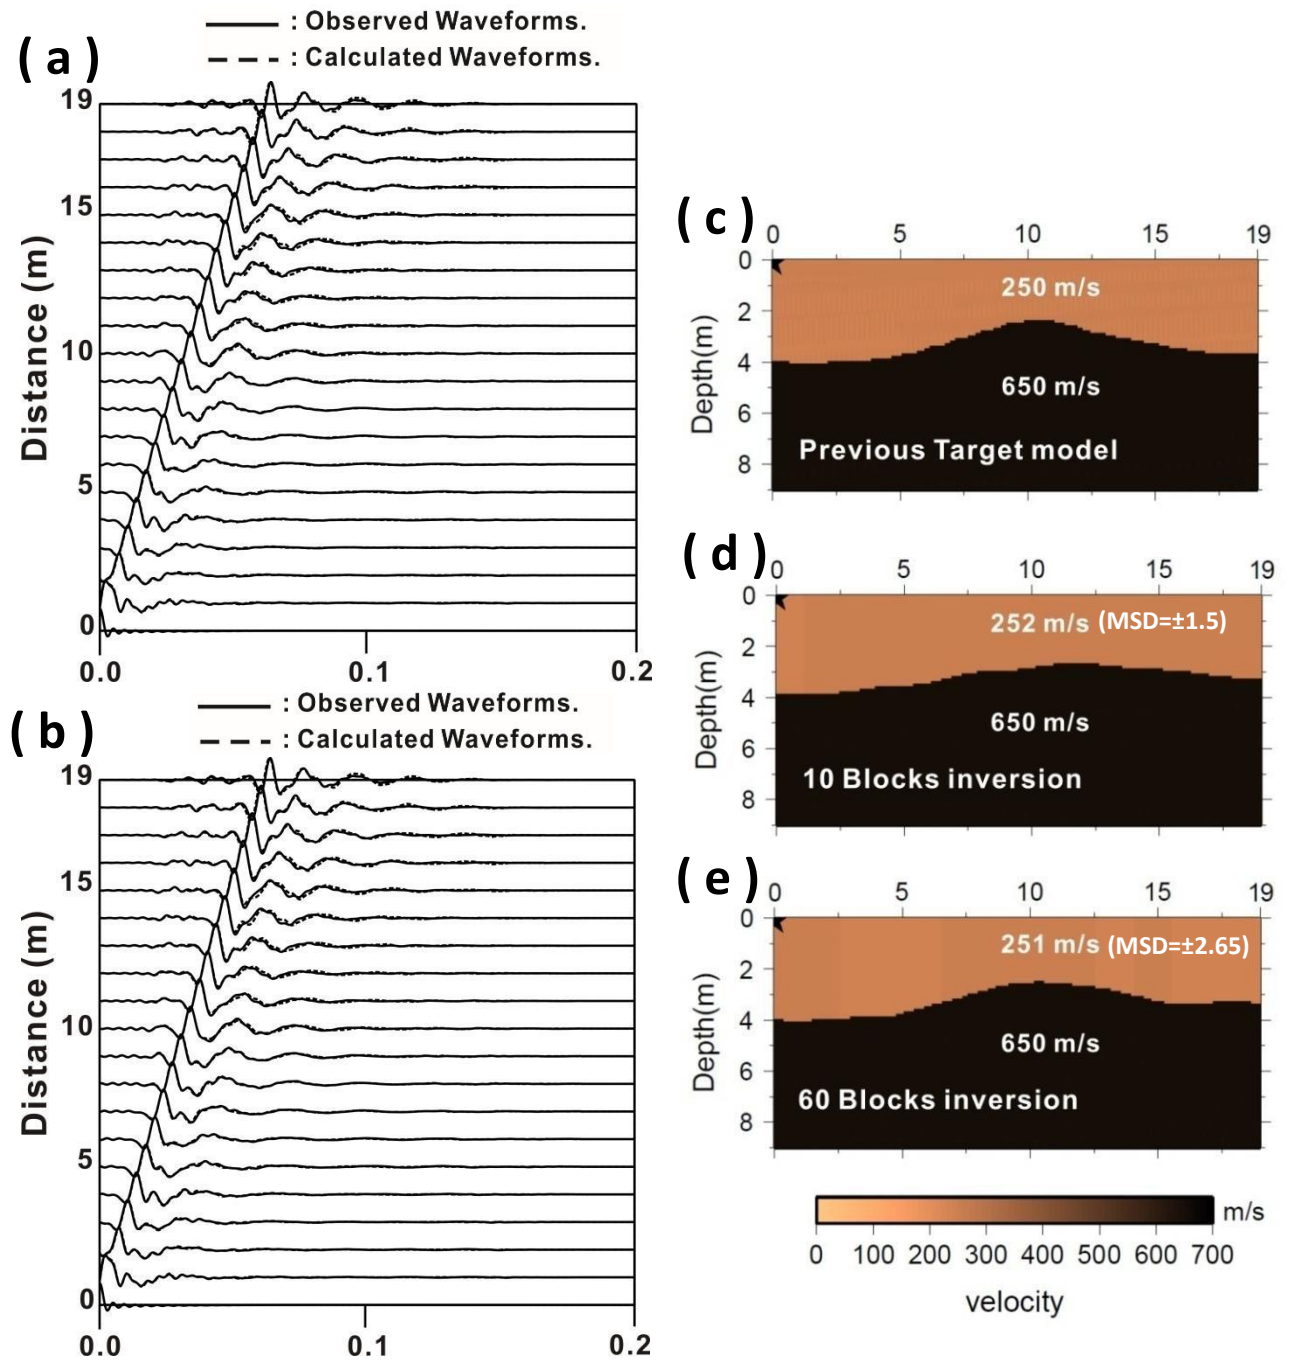 ( a )
: Observed Waveforms.
: Calculated Waveforms.
19
15
10
5
0
Distance (m)
0.0 0.1 0.2
( b )
: Observed Waveforms.
: Calculated Waveforms.
19
15
10
5
0
Distance (m)
0.0 0.1 0.2
( c )
0 5 10 15 19
0
2
4
6
8
Depth(m)
250 m/s
650 m/s
Previous Target model
( d )
0 5 10 15 19
0
2
4
6
8
Depth(m)
252 m/s (MSD=±1.5)
650 m/s
10 Blocks inversion
( e )
0 5 10 15 19
0
2
4
6
8
Depth(m)
251 m/s (MSD=±2.65)
650 m/s
60 Blocks inversion
m/s
0 100 200 300 400 500 600 700
velocity